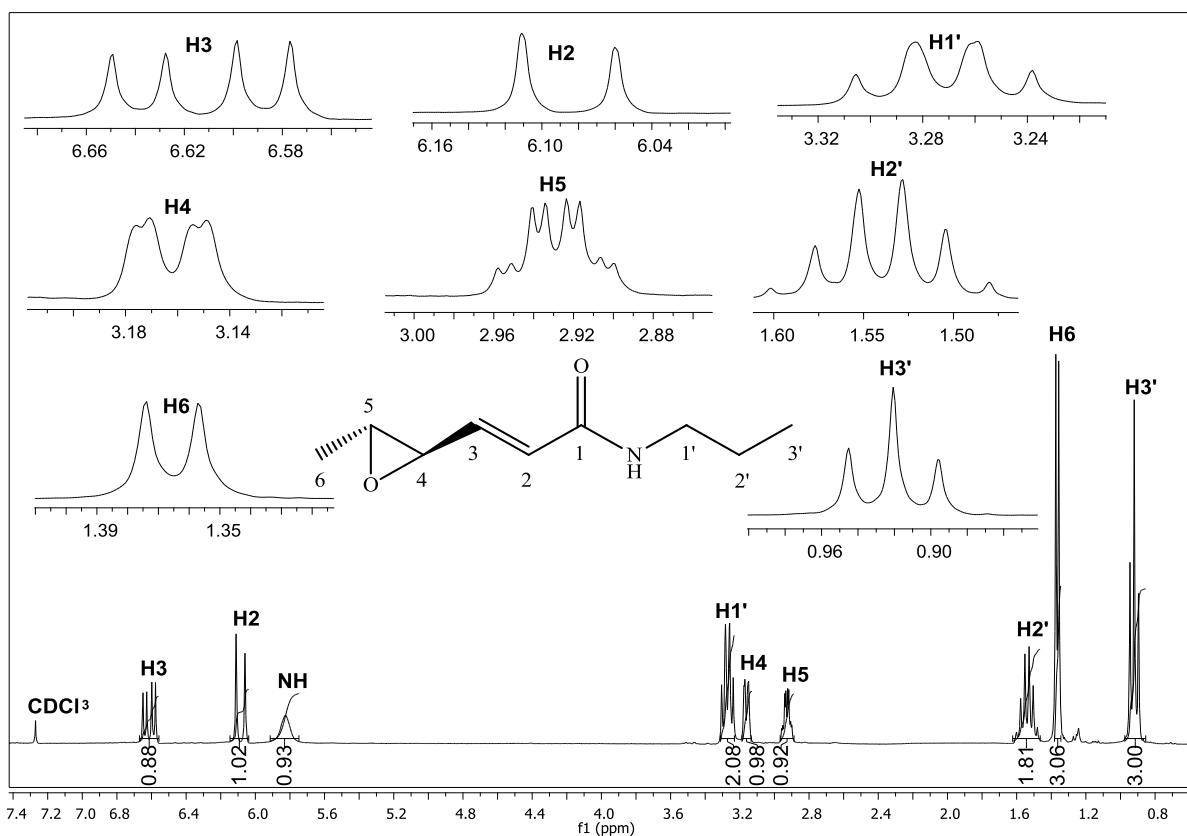 H3
H2
H1'
6.66 6.62 6.58
6.16 6.10 6.04
3.32 3.28 3.24
H4
H5
H2'
3.18 3.14
3.00 2.96 2.92 2.88
1.60 1.55 1.50
H6
H3'
H6
1.39 1.35
0.96 0.90
O
5
6
O
4
3
2
1
N
H
1'
2'
3'
H3'
CDCl3
H3
H2
NH
H1'
H4
H5
H2'
0.88
1.02
0.93
2.08
0.98
0.92
1.81
3.06
3.00
7.4 7.2 6.8 6.4 6.0 5.6 5.2 4.8 4.4 4.0 3.6 3.2 2.8 2.4 2.0 1.6 1.2 0.8
f1 (ppm)